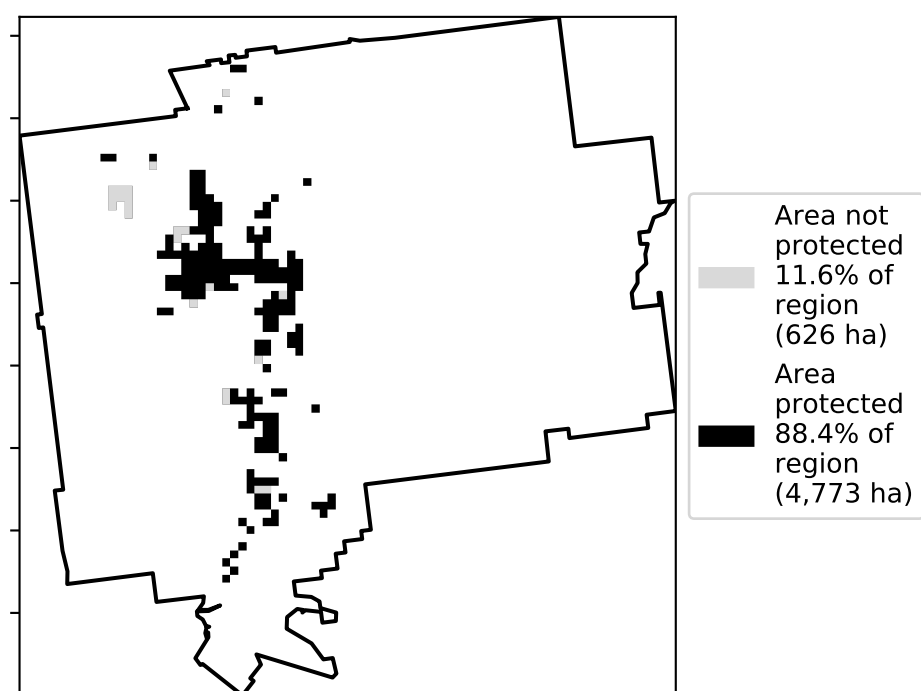 Area not
protected
11.6% of
region
(626 ha)
Area
protected
88.4% of
region
(4,773 ha)